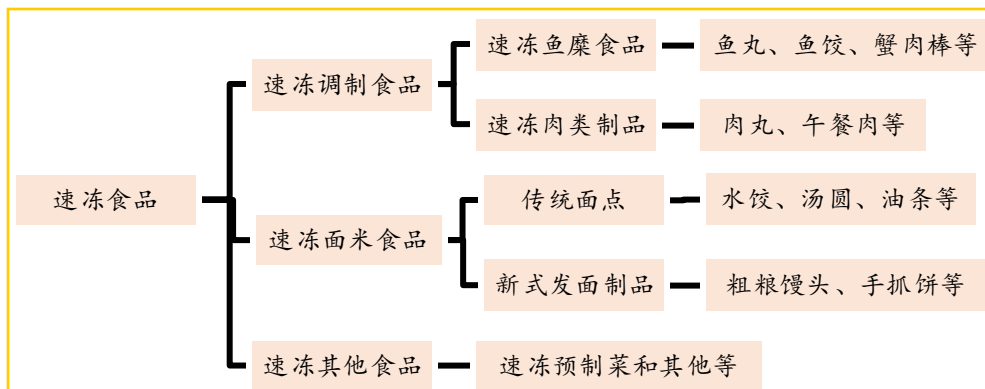 速冻鱼糜食品
鱼丸、鱼饺、蟹肉棒等
速冻调制食品
速冻肉类制品
肉丸、午餐肉等
速冻食品
传统面点
水饺、汤圆、油条等
速冻面米食品
新式发面制品
粗粮馒头、手抓饼等
速冻其他食品
速冻预制菜和其他等